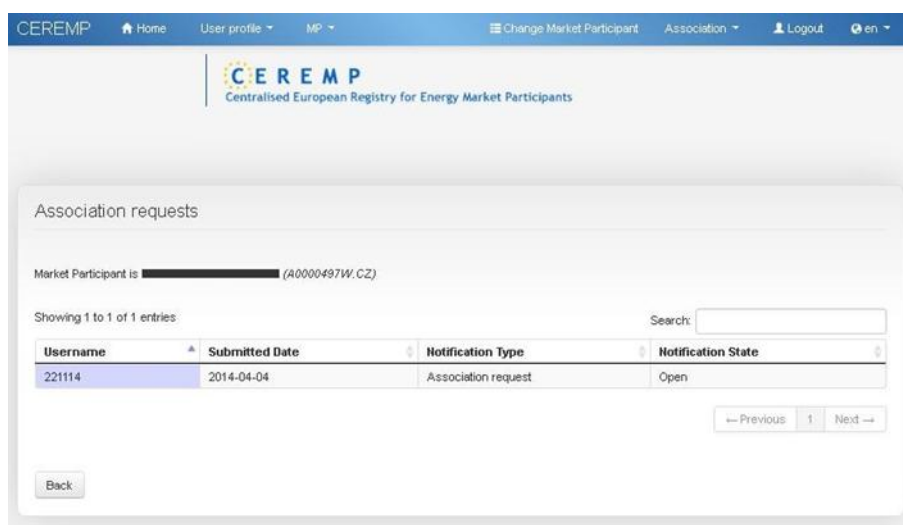 CEREMP Home User profile MP Change Market Participant Association Logout en
C E R E M P
Centralised European Registry for Energy Market Participants
Association requests
Market Participant is (A0000497W.CZ)
Showing 1 to 1 of 1 entries Search:
Username Submitted Date Notification Type Notification State
221114 2014-04-04 Association request Open
← Previous 1 Next →
Back